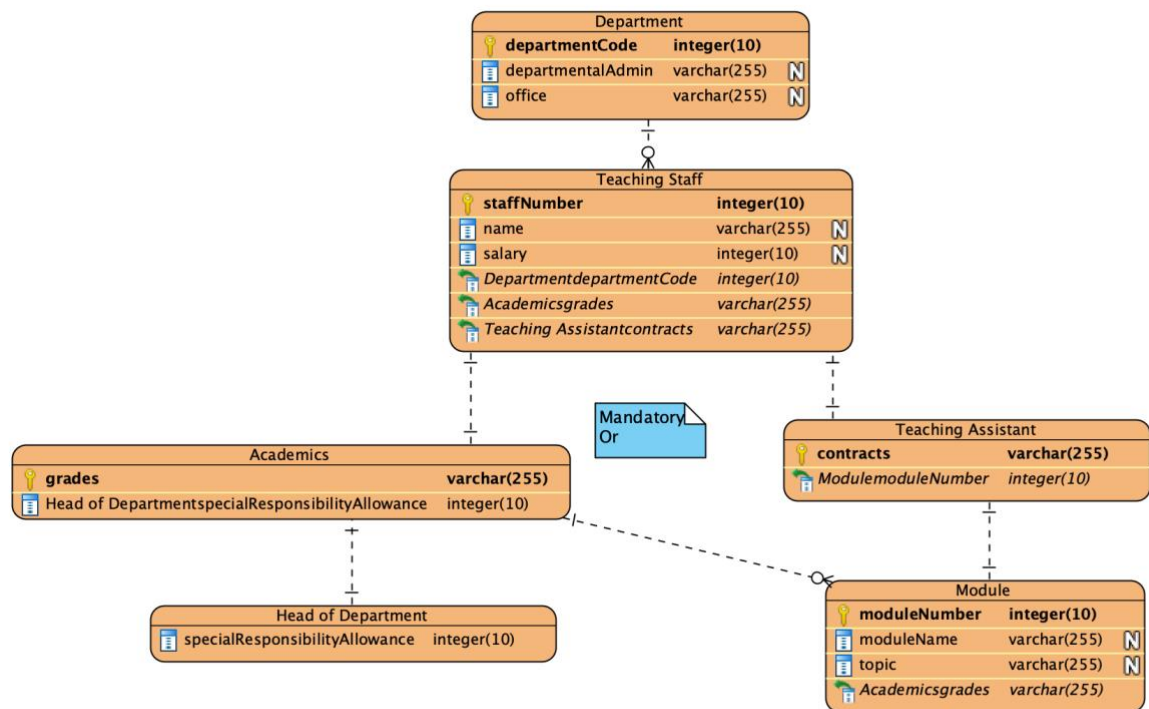 Department
departmentCode integer(10)
departmentalAdmin varchar(255) N
office varchar(255) N
Teaching Staff
staffNumber integer(10)
name varchar(255) N
salary integer(10) N
DepartmentdepartmentCode integer(10)
Academicsgrades varchar(255)
Teaching Assistantcontracts varchar(255)
Mandatory
Or
Academics
grades varchar(255)
Head of DepartmentspecialResponsibilityAllowance integer(10)
Teaching Assistant
contracts varchar(255)
ModulemoduleNumber integer(10)
Head of Department
specialResponsibilityAllowance integer(10)
Module
moduleNumber integer(10)
moduleName varchar(255) N
topic varchar(255) N
Academicsgrades varchar(255)